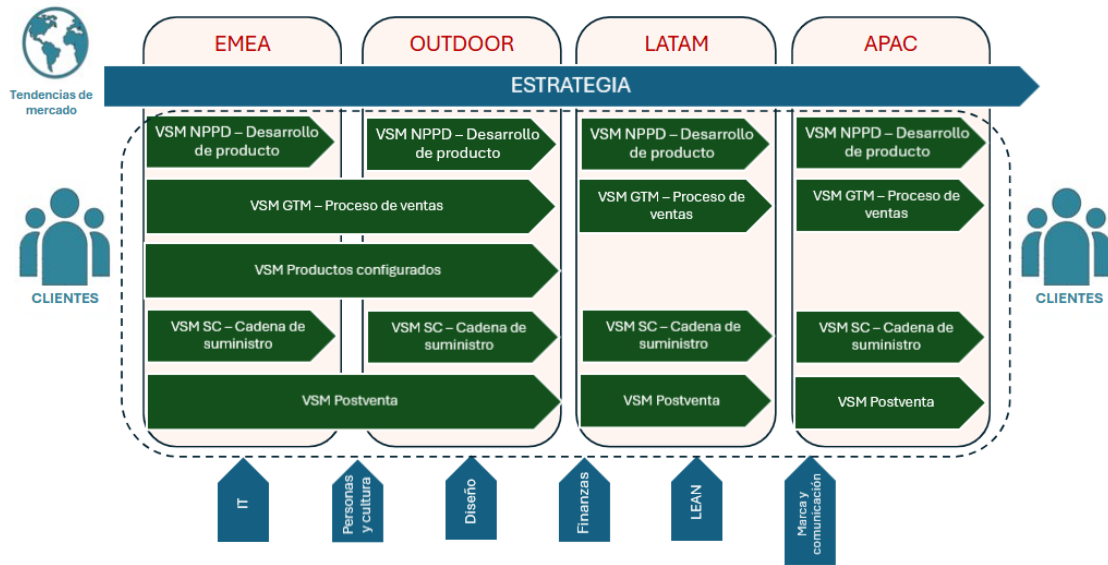 EMEA
OUTDOOR
LATAM
APAC
Tendencias de
mercado
ESTRATEGIA
VSM NPPD – Desarrollo
de producto
VSM NPPD – Desarrollo
de producto
VSM NPPD – Desarrollo
de producto
VSM NPPD – Desarrollo
de producto
VSM GTM – Proceso de ventas
VSM GTM – Proceso de
ventas
VSM GTM – Proceso de
ventas
VSM Productos configurados
CLIENTES
CLIENTES
VSM SC – Cadena de
suministro
VSM SC – Cadena de
suministro
VSM SC – Cadena de
suministro
VSM SC – Cadena de
suministro
VSM Postventa
VSM Postventa
VSM Postventa
IT
Personas
y cultura
Diseño
Finanzas
LEAN
Marca y
comunicación